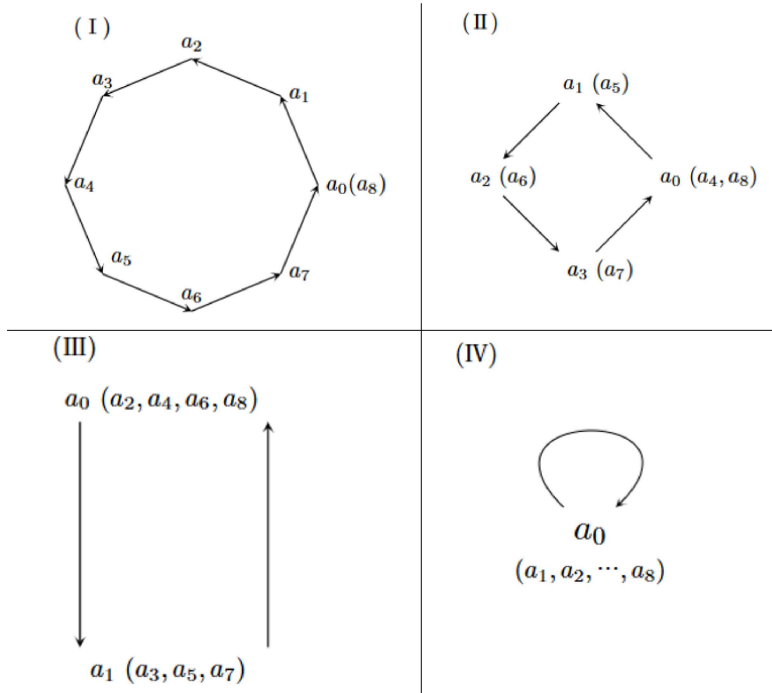 (Ⅰ)
a₂
a₃
a₁
a₄
a₀(a₈)
a₅
a₇
a₆
(Ⅱ)
a₁ (a₅)
a₂ (a₆)
a₀ (a₄, a₈)
a₃ (a₇)
(Ⅲ)
a₀ (a₂, a₄, a₆, a₈)
a₁ (a₃, a₅, a₇)
(Ⅳ)
a₀
(a₁, a₂, ⋯, a₈)